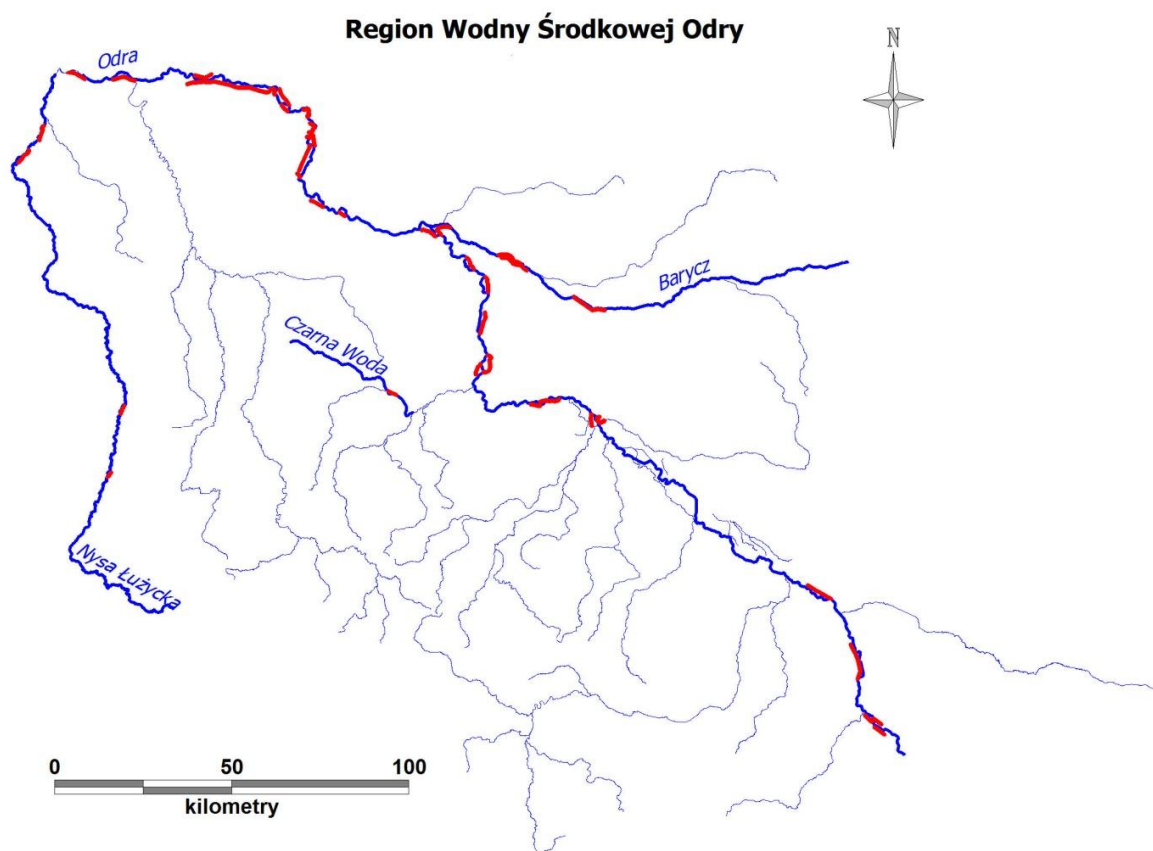 Region Wodny Środkowej Odry
N
Odra
Barycz
Czarna Woda
Nysa Łużycka
0 50 100
kilometry